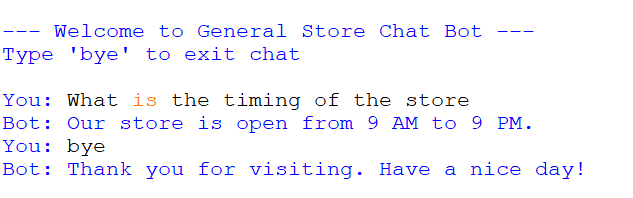 --- Welcome to General Store Chat Bot ---
Type 'bye' to exit chat
You: What is the timing of the store
Bot: Our store is open from 9 AM to 9 PM.
You: bye
Bot: Thank you for visiting. Have a nice day!